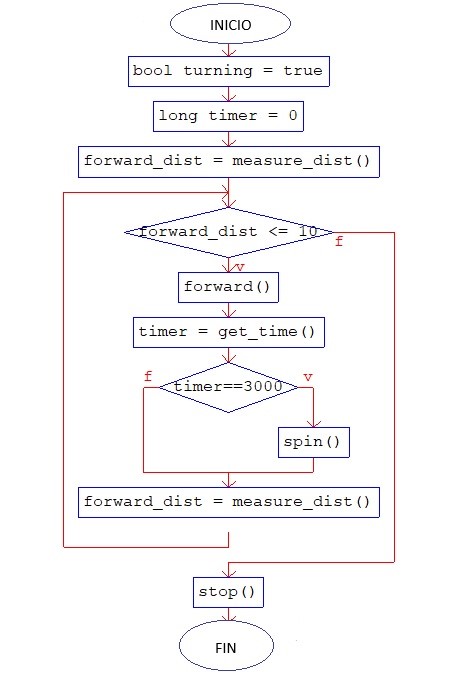 INICIO
bool turning = true
long timer = 0
forward_dist = measure_dist()
forward_dist <= 10
f
v
forward()
timer = get_time()
f
v
timer==3000
spin()
forward_dist = measure_dist()
stop()
FIN